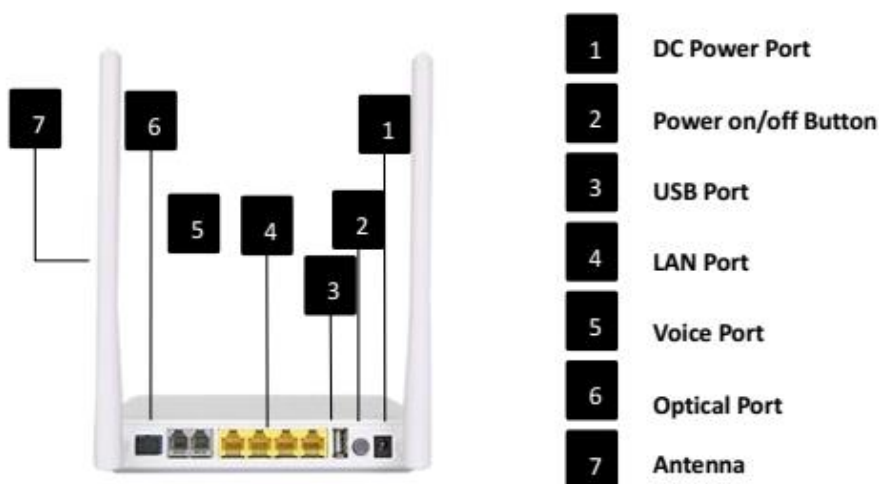 7
6
1
5
4
2
3
1 DC Power Port
2 Power on/off Button
3 USB Port
4 LAN Port
5 Voice Port
6 Optical Port
7 Antenna